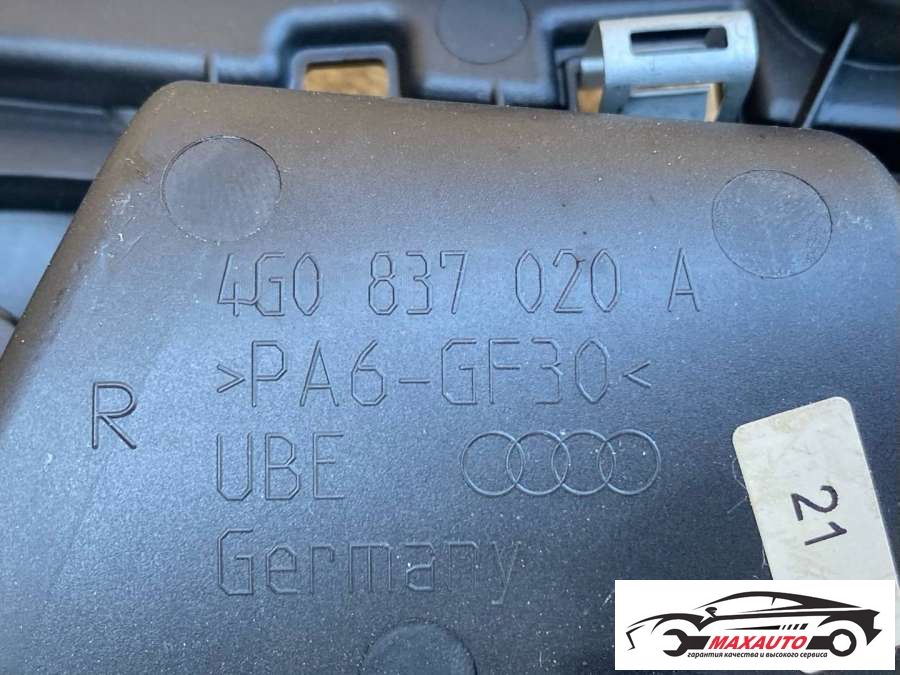 4G0 837 020 A
>PA6-GF30<
R
UBE
Germany
21
MAXAUTO
гарантия качества и высокого сервиса